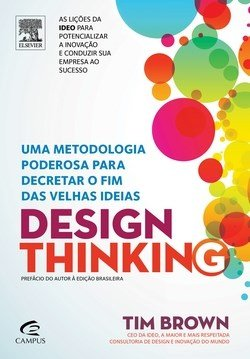 ELSEVIER
AS LIÇÕES DA
IDEO PARA
POTENCIALIZAR
A INOVAÇÃO
E CONDUZIR SUA
EMPRESA AO
SUCESSO
UMA METODOLOGIA
PODEROSA PARA
DECRETAR O FIM
DAS VELHAS IDEIAS
DESIGN
THINKING
PREFÁCIO DO AUTOR À EDIÇÃO BRASILEIRA
TIM BROWN
CEO DA IDEO, A MAIOR E MAIS RESPEITADA
CONSULTORIA DE DESIGN E INOVAÇÃO DO MUNDO
CAMPUS